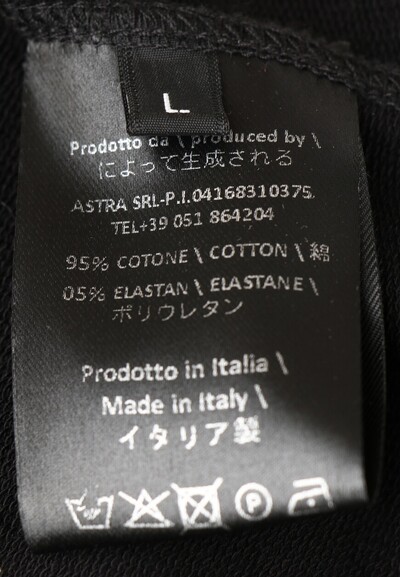 L
Prodotto da \ produced by \
によって生成される
ASTRA SRL-P.I.04168310375
TEL+39 051 864204
95% COTONE \ COTTON \ 綿
05% ELASTAN \ ELASTANE \
ポリウレタン
Prodotto in Italia \
Made in Italy \
イタリア製
P